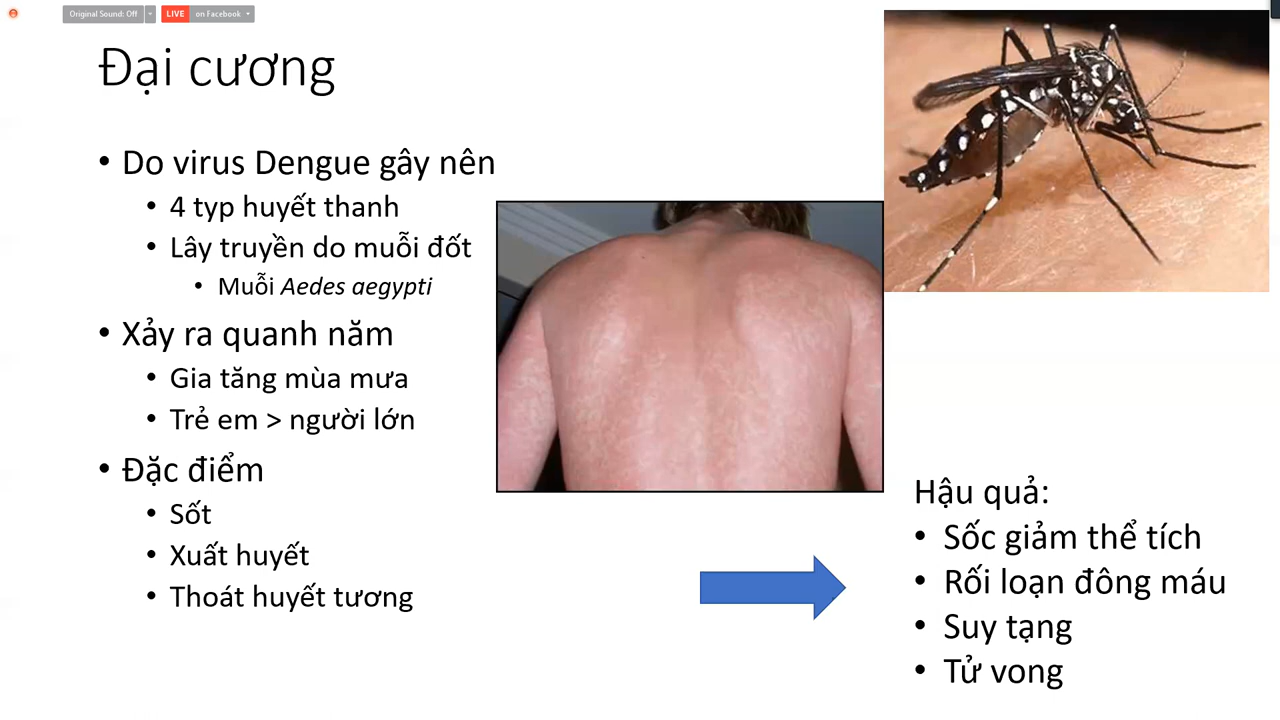 Original Sound: Off
LIVE on Facebook
Đại cương
• Do virus Dengue gây nên
• 4 typ huyết thanh
• Lây truyền do muỗi đốt
• Muỗi Aedes aegypti
• Xảy ra quanh năm
• Gia tăng mùa mưa
• Trẻ em > người lớn
• Đặc điểm
• Sốt
• Xuất huyết
• Thoát huyết tương
Hậu quả:
• Sốc giảm thể tích
• Rối loạn đông máu
• Suy tạng
• Tử vong